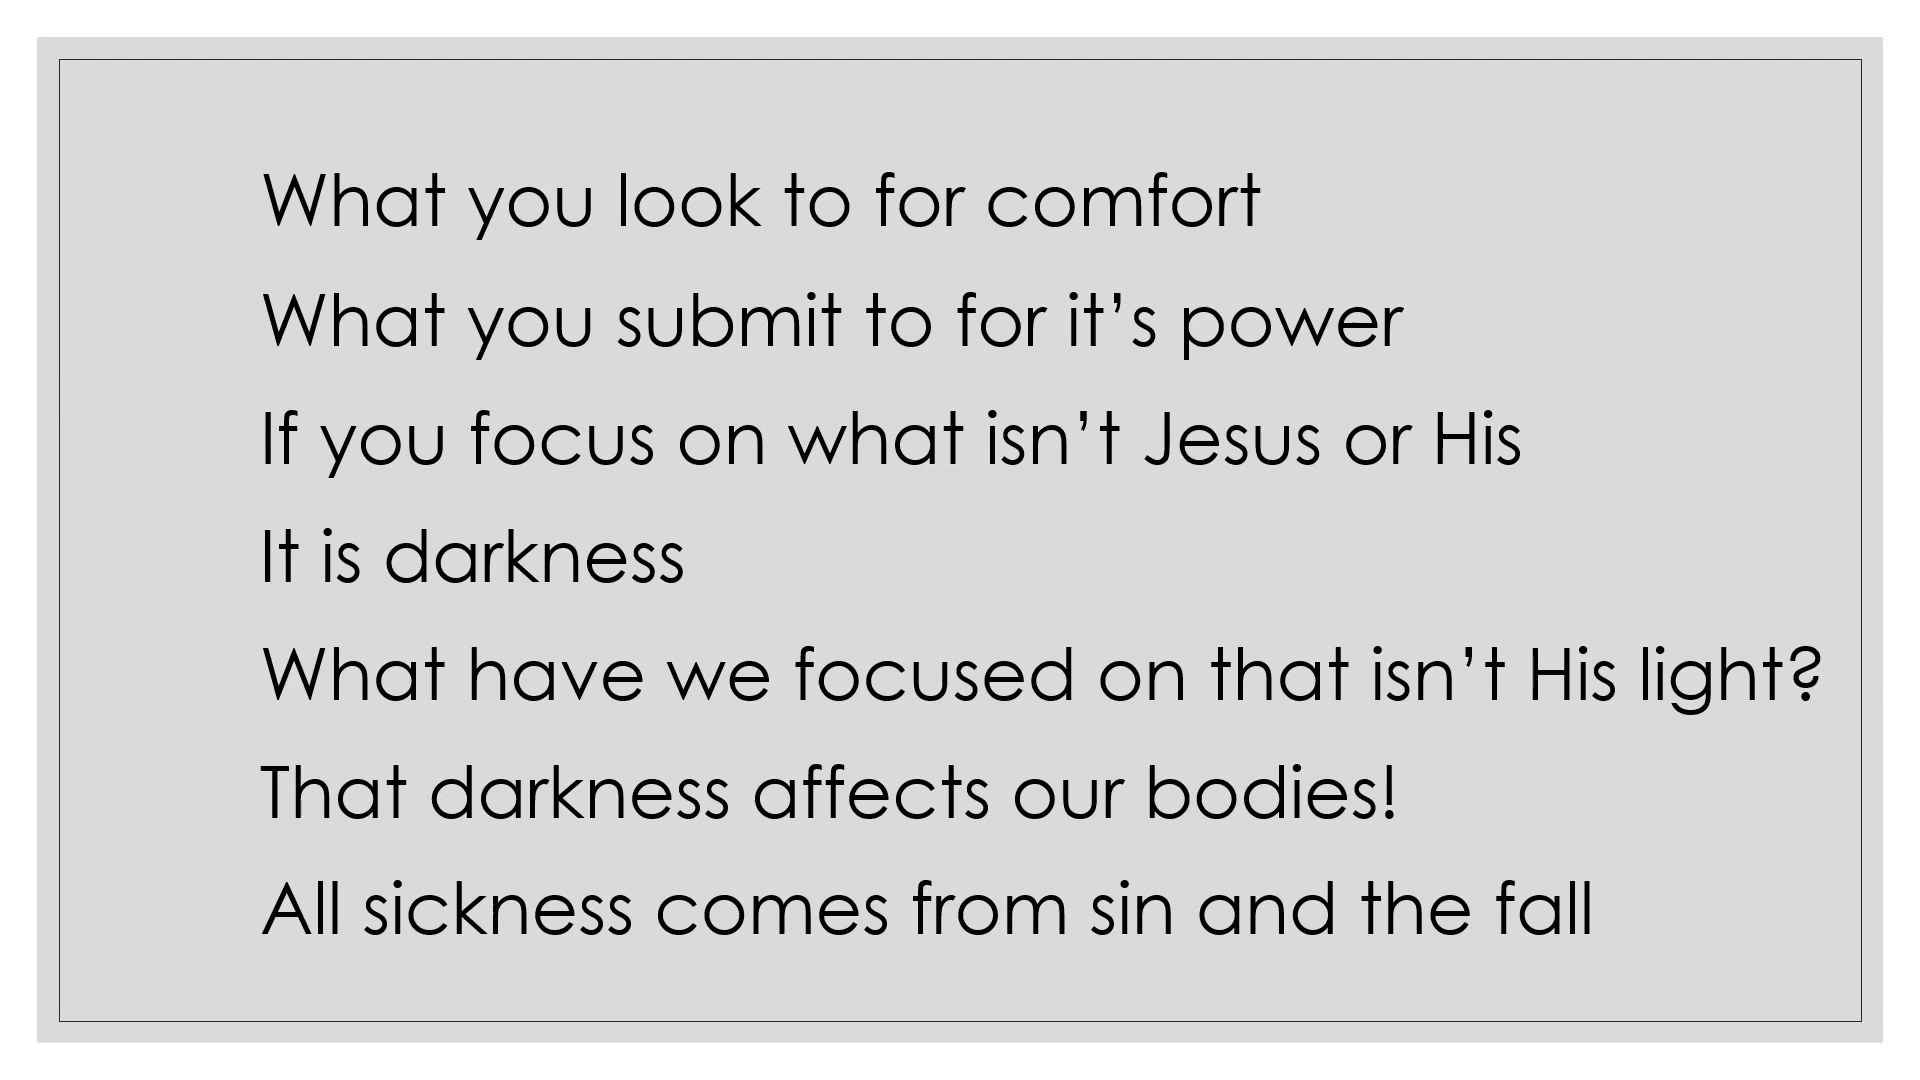 What you look to for comfort
What you submit to for it’s power
If you focus on what isn’t Jesus or His
It is darkness
What have we focused on that isn’t His light?
That darkness affects our bodies!
All sickness comes from sin and the fall